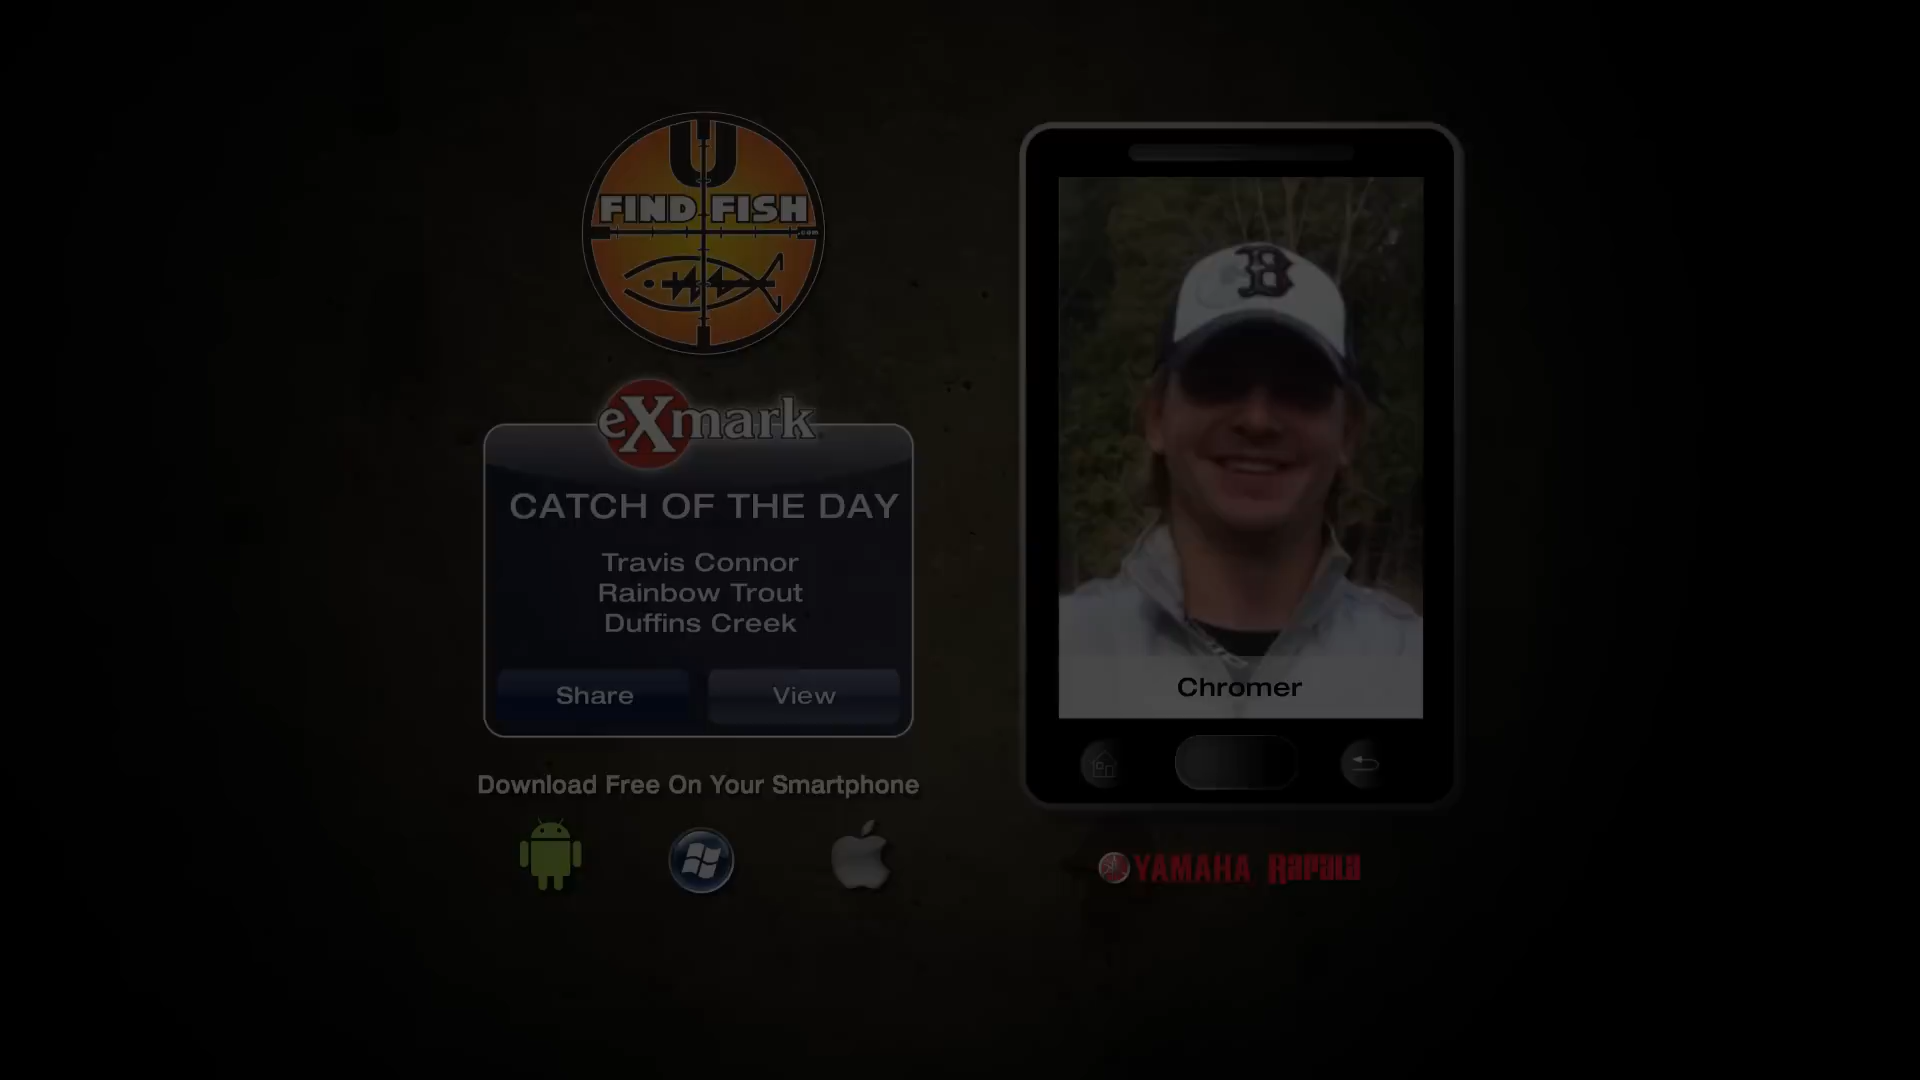 U
FIND FISH
.com
eXmark
CATCH OF THE DAY
Travis Connor
Rainbow Trout
Duffins Creek
Share View
Download Free On Your Smartphone
B
Chromer
YAMAHA Rapala